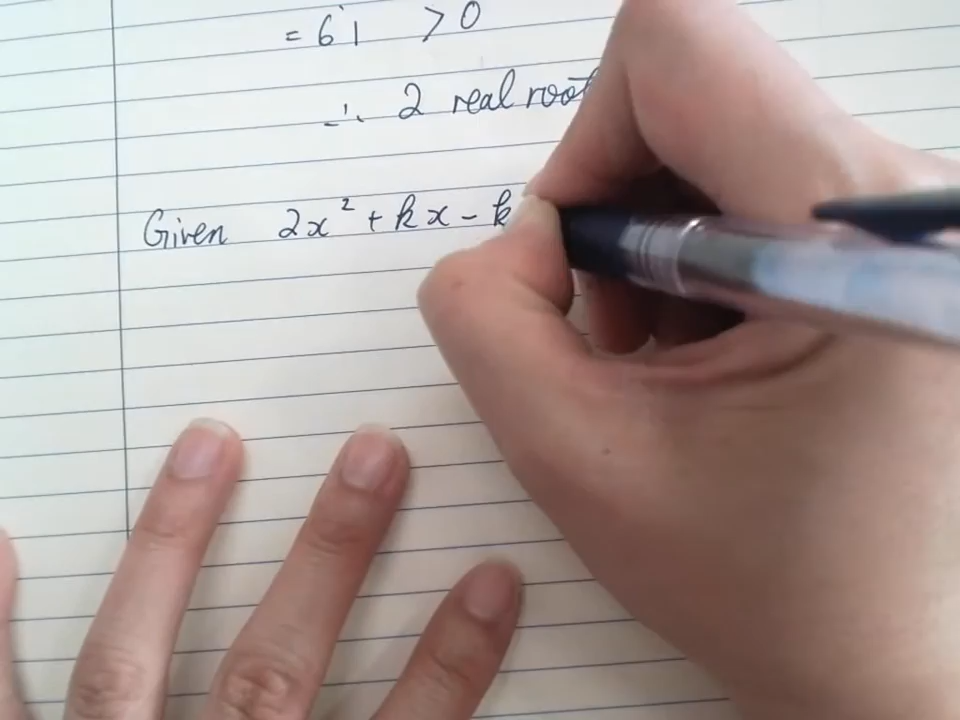 = 61 > 0
∴ 2 real root
Given 2x² + kx - k